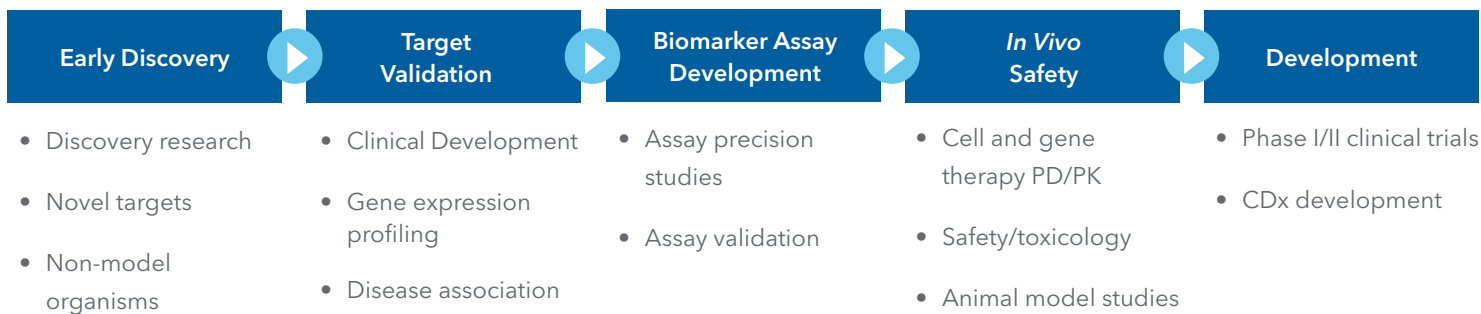 Early Discovery
Target
Validation
Biomarker Assay
Development
In Vivo
Safety
Development
• Discovery research
• Novel targets
• Non-model
organisms
• Clinical Development
• Gene expression
profiling
• Disease association
• Assay precision
studies
• Assay validation
• Cell and gene
therapy PD/PK
• Safety/toxicology
• Animal model studies
• Phase I/II clinical trials
• CDx development